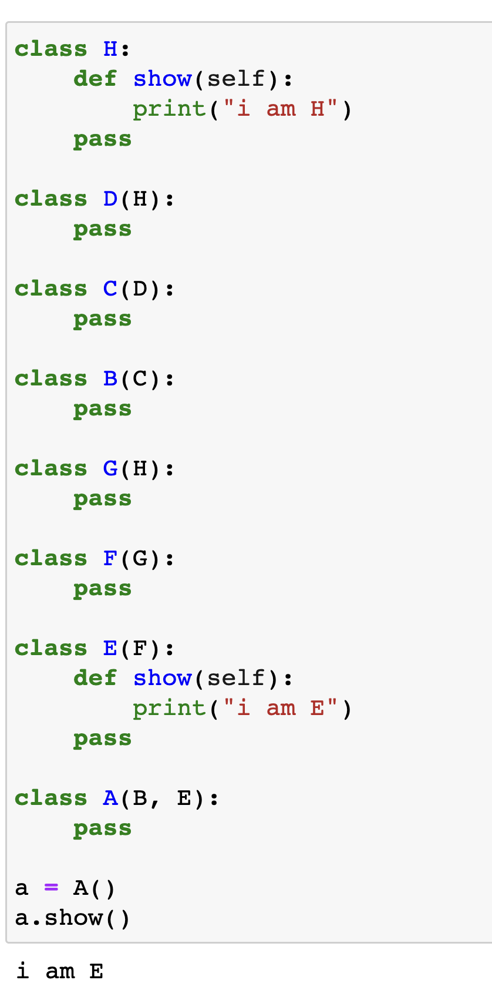 class H:
    def show(self):
        print("i am H")
    pass

class D(H):
    pass

class C(D):
    pass

class B(C):
    pass

class G(H):
    pass

class F(G):
    pass

class E(F):
    def show(self):
        print("i am E")
    pass

class A(B, E):
    pass

a = A()
a.show()
i am E